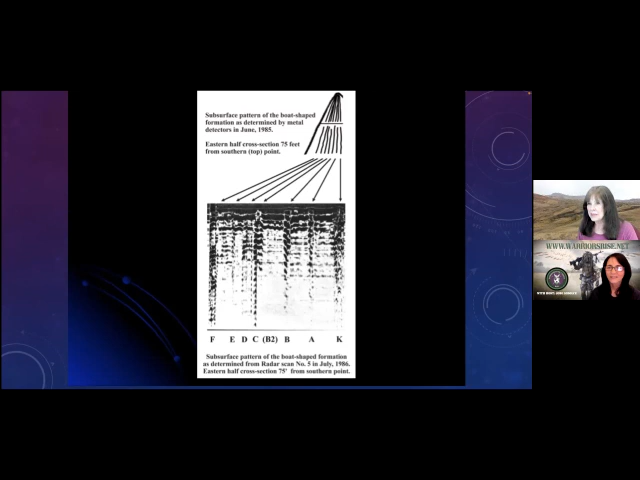 Subsurface pattern of the boat-shaped
formation as determined by metal
detectors in June, 1985.
Eastern half cross-section 75 feet
from southern (top) point.
F E D C (B2) B A K
Subsurface pattern of the boat-shaped
formation as determined from Radar scan No. 5 in July, 1986.
Eastern half cross-section 75' from southern point.
WWW.WARRIORSRISE.NET